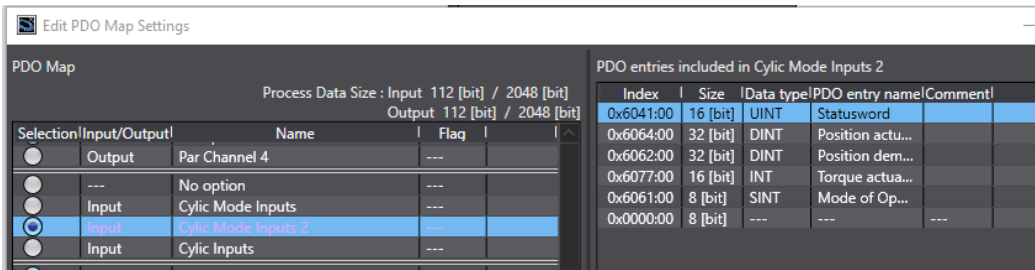 Edit PDO Map Settings
PDO Map
Process Data Size : Input 112 [bit] / 2048 [bit]
Output 112 [bit] / 2048 [bit]
Selection Input/Output Name Flag
Output Par Channel 4 ---
--- No option ---
Input Cylic Mode Inputs ---
Input Cylic Mode Inputs 2 ---
Input Cylic Inputs ---
PDO entries included in Cylic Mode Inputs 2
Index Size Data type PDO entry name Comment
0x6041:00 16 [bit] UINT Statusword
0x6064:00 32 [bit] DINT Position actu...
0x6062:00 32 [bit] DINT Position dem...
0x6077:00 16 [bit] INT Torque actua...
0x6061:00 8 [bit] SINT Mode of Op...
0x0000:00 8 [bit] --- --- ---